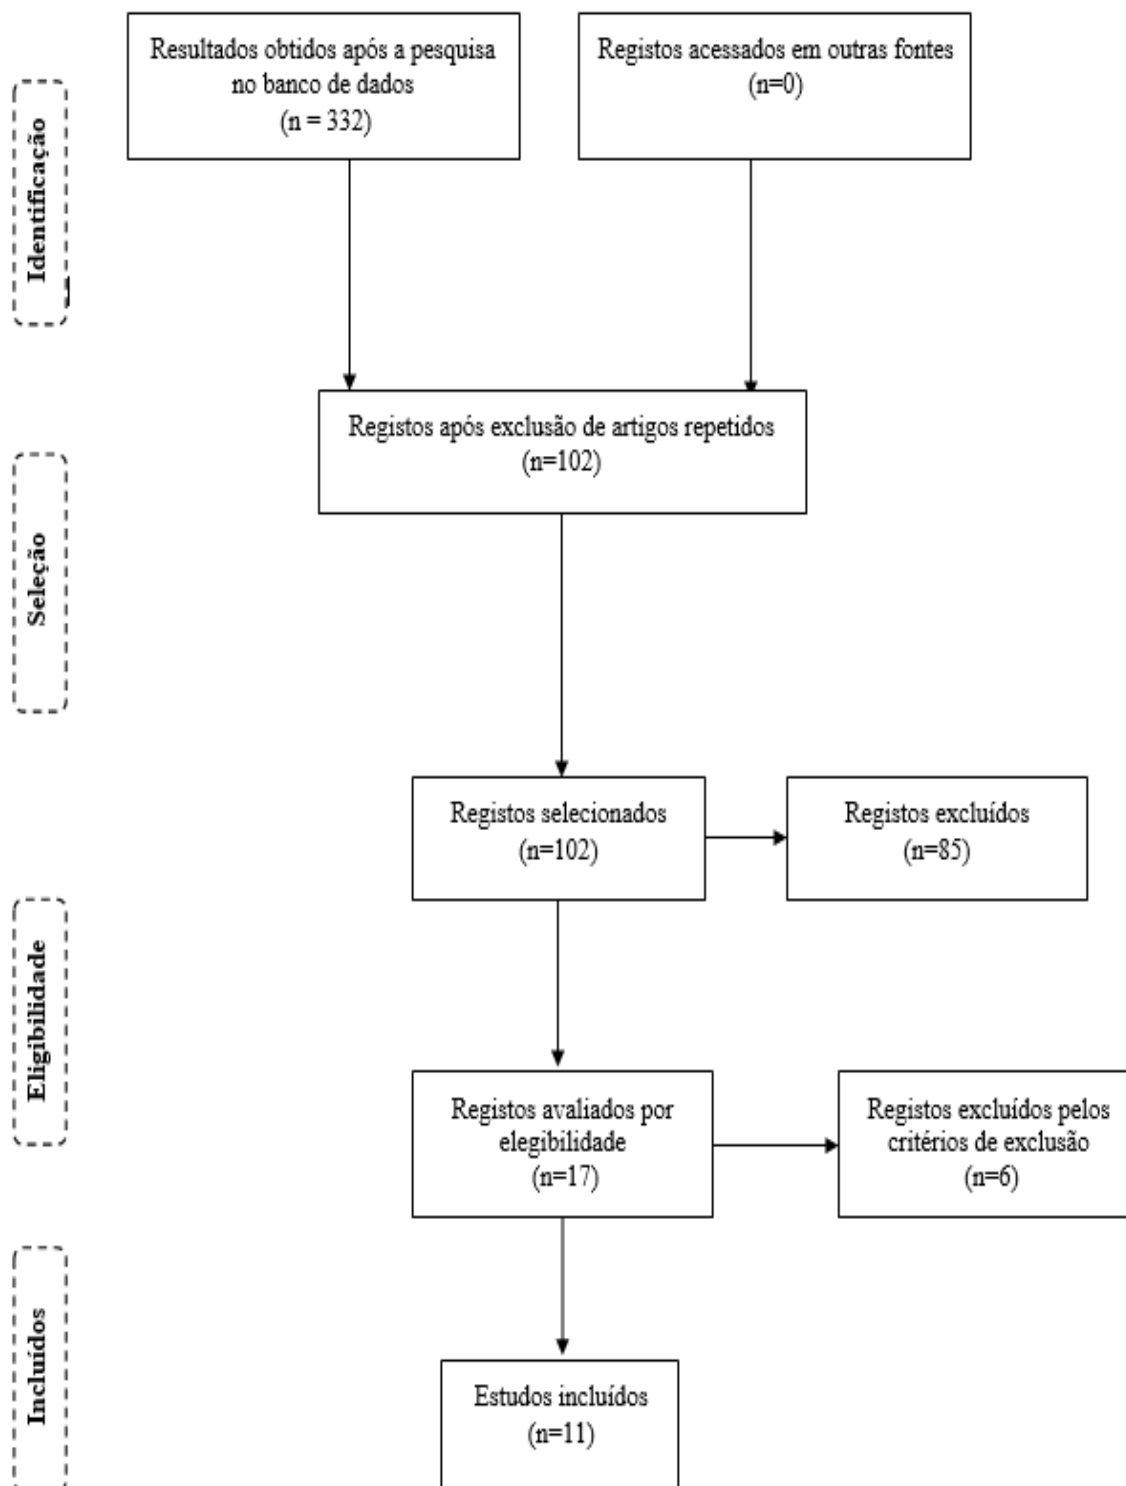 Identificação
Resultados obtidos após a pesquisa
no banco de dados
(n = 332)
Registos acessados em outras fontes
(n=0)
Seleção
Registos após exclusão de artigos repetidos
(n=102)
Registos selecionados
(n=102)
Registos excluídos
(n=85)
Eligibilidade
Registos avaliados por
elegibilidade
(n=17)
Registos excluídos pelos
critérios de exclusão
(n=6)
Incluídos
Estudos incluídos
(n=11)